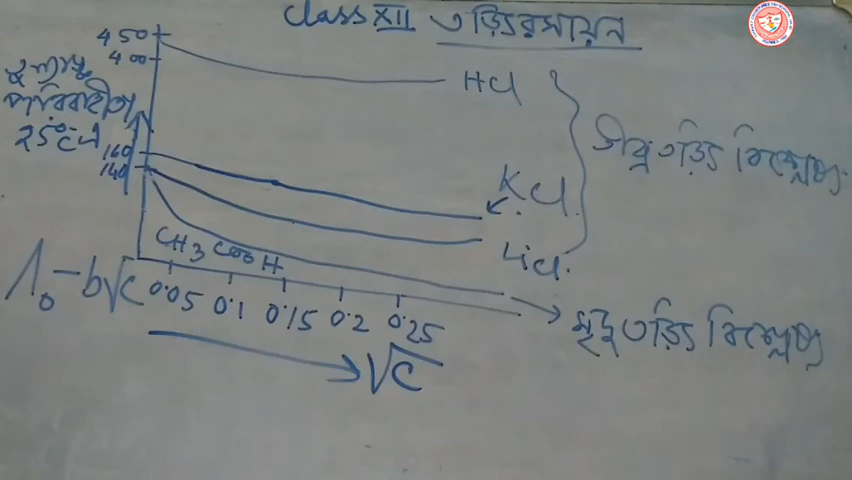 Class XII তড়িৎরসায়ন
450
400
তুল্যাঙ্ক
পরিবাহীতা
25°C এ
160
140
HCl
KCl
LiCl
তীব্র তড়িৎ বিশ্লেষ্য
CH₃COOH
Λ₀ - b√C
0.05 0.1 0.15 0.2 0.25
√C
মৃদু তড়িৎ বিশ্লেষ্য